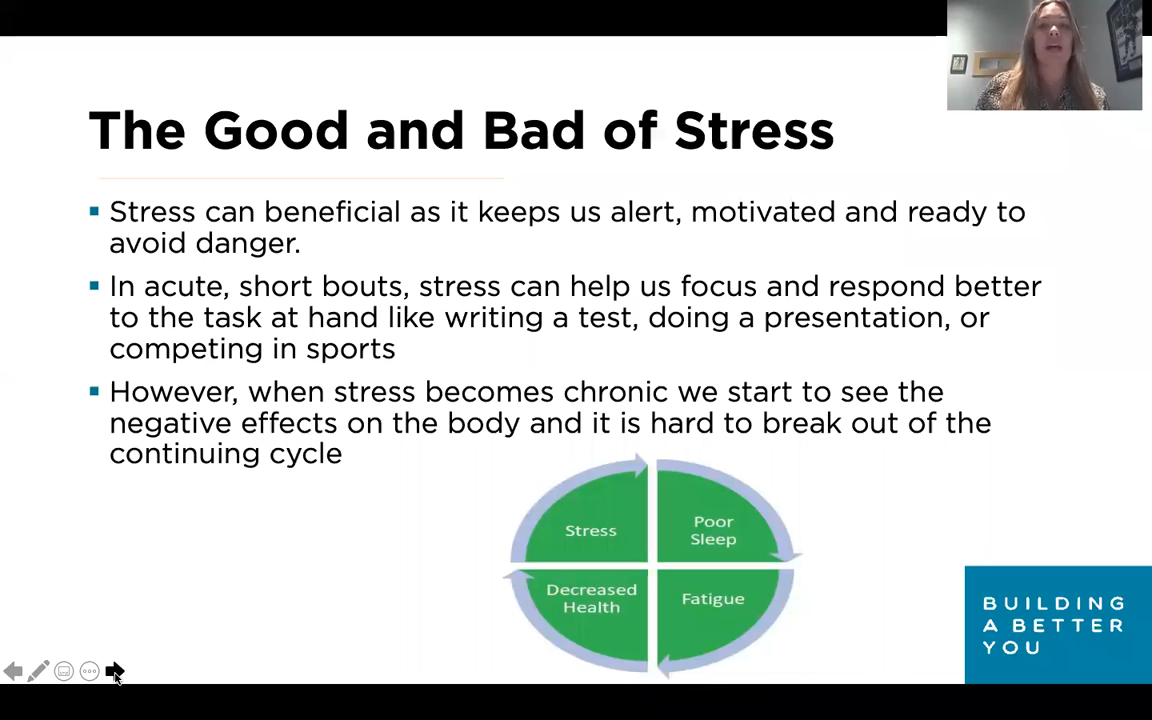 The Good and Bad of Stress
Stress can beneficial as it keeps us alert, motivated and ready to
avoid danger.
In acute, short bouts, stress can help us focus and respond better
to the task at hand like writing a test, doing a presentation, or
competing in sports
However, when stress becomes chronic we start to see the
negative effects on the body and it is hard to break out of the
continuing cycle
Stress
Poor
Sleep
Decreased
Health
Fatigue
BUILDING
A BETTER
YOU